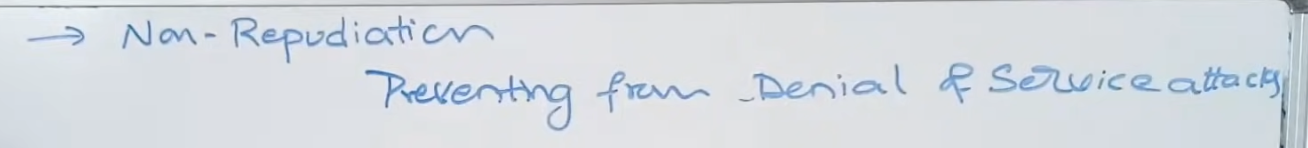 → Non-Repudiation
Preventing from Denial of Service attacks